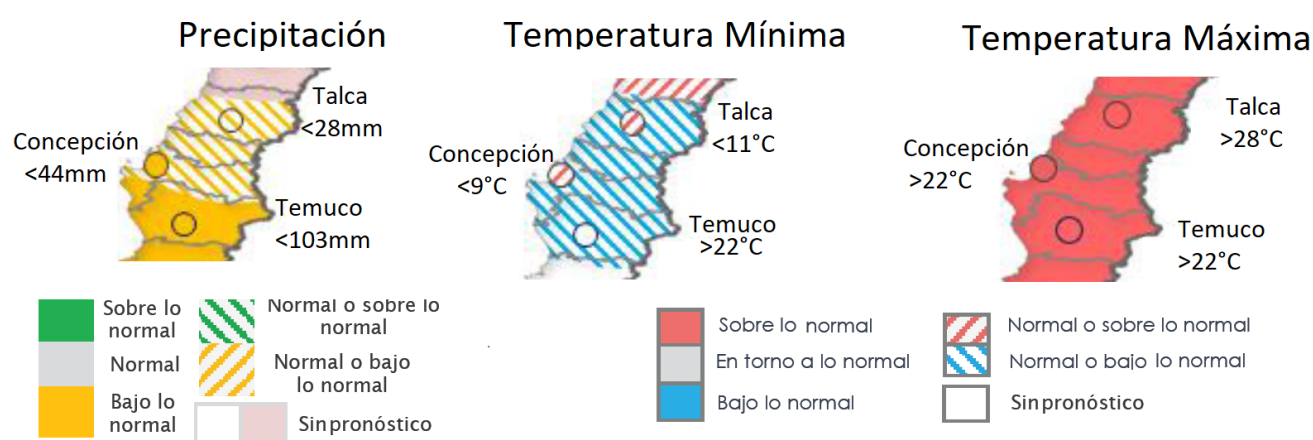 Precipitación
Temperatura Mínima
Temperatura Máxima
Talca
<28mm
Concepción
<44mm
Temuco
<103mm
Talca
<11°C
Concepción
<9°C
Temuco
>22°C
Talca
>28°C
Concepción
>22°C
Temuco
>22°C
Sobre lo
normal
Normal
Bajo lo
normal
Normal o sobre lo
normal
Normal o bajo
lo normal
Sin pronóstico
Sobre lo normal
En torno a lo normal
Bajo lo normal
Normal o sobre lo normal
Normal o bajo lo normal
Sin pronóstico